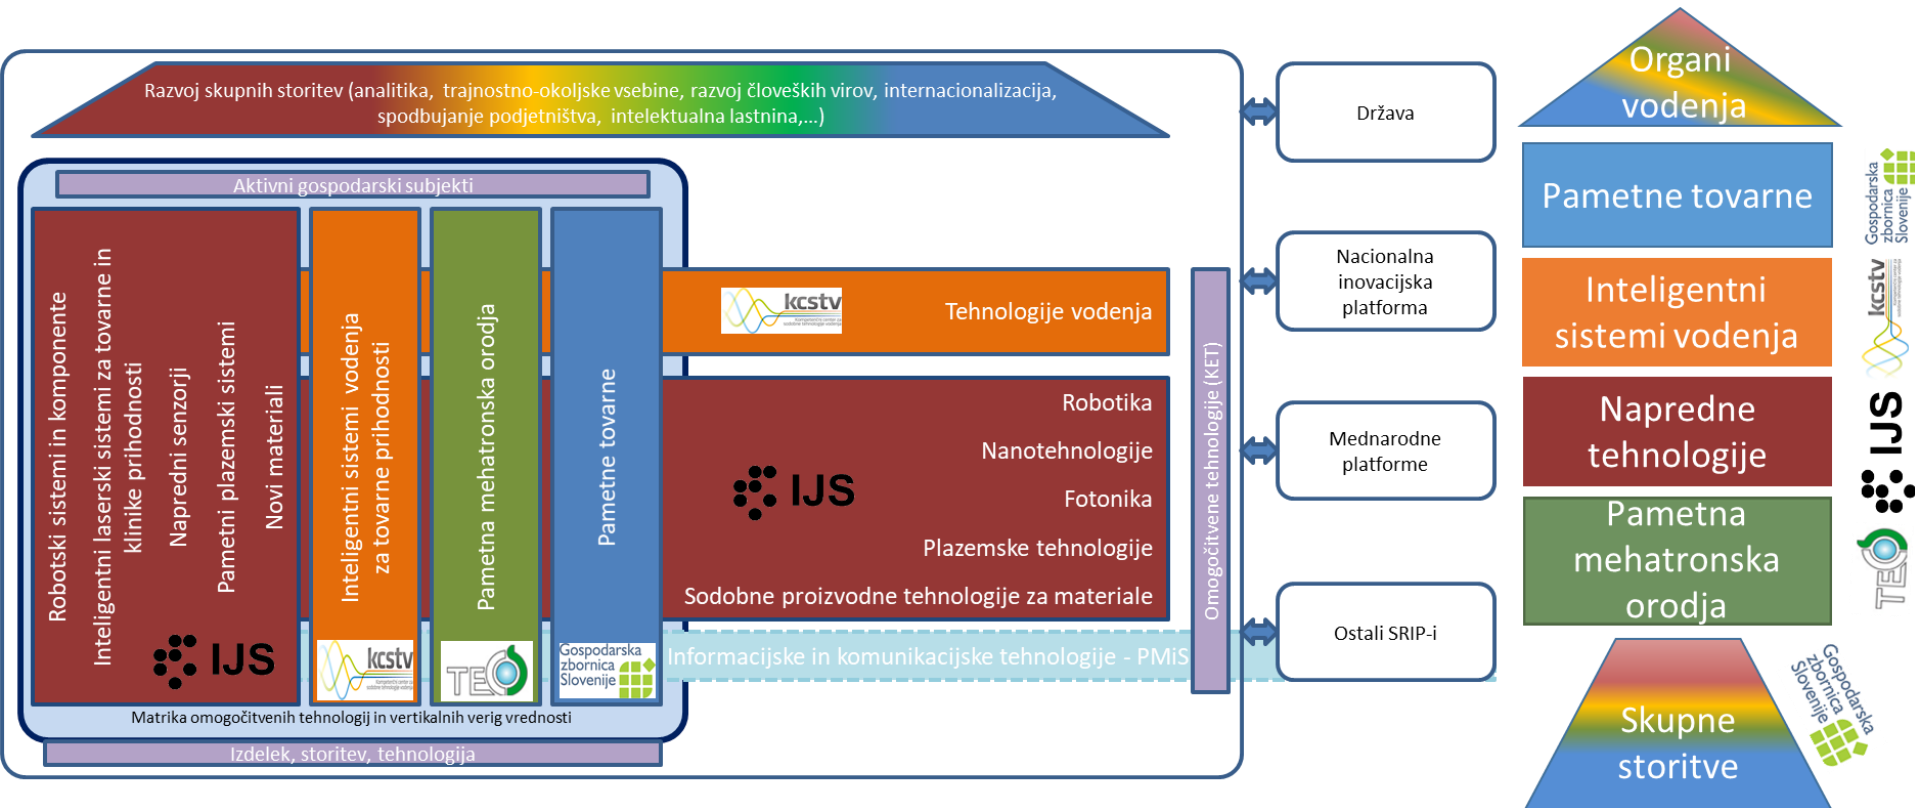 Razvoj skupnih storitev (analitika, trajnostno-okoljske vsebine, razvoj človeških virov, internacionalizacija,
spodbujanje podjetništva, intelektualna lastnina,...)
Aktivni gospodarski subjekti
Robotski sistemi in komponente
Inteligentni laserski sistemi za tovarne in
klinike prihodnosti
Napredni senzorji
Pametni plazemski sistemi
Novi materiali
IJS
Inteligentni sistemi vodenja
za tovarne prihodnosti
kcstv
Pametna mehatronska orodja
TECOS
Pametne tovarne
Gospodarska
zbornica
Slovenije
kcstv
Tehnologije vodenja
IJS
Robotika
Nanotehnologije
Fotonika
Plazemske tehnologije
Sodobne proizvodne tehnologije za materiale
Informacijske in komunikacijske tehnologije - PMiS
Omogočitvene tehnologije (KET)
Matrika omogočitvenih tehnologij in vertikalnih verig vrednosti
Izdelek, storitev, tehnologija
Država
Nacionalna
inovacijska
platforma
Mednarodne
platforme
Ostali SRIP-i
Organi
vodenja
Pametne tovarne
Gospodarska
zbornica
Slovenije
Inteligentni
sistemi vodenja
kcstv
Napredne
tehnologije
IJS
Pametna
mehatronska
orodja
TECOS
Skupne
storitve
Gospodarska
zbornica
Slovenije